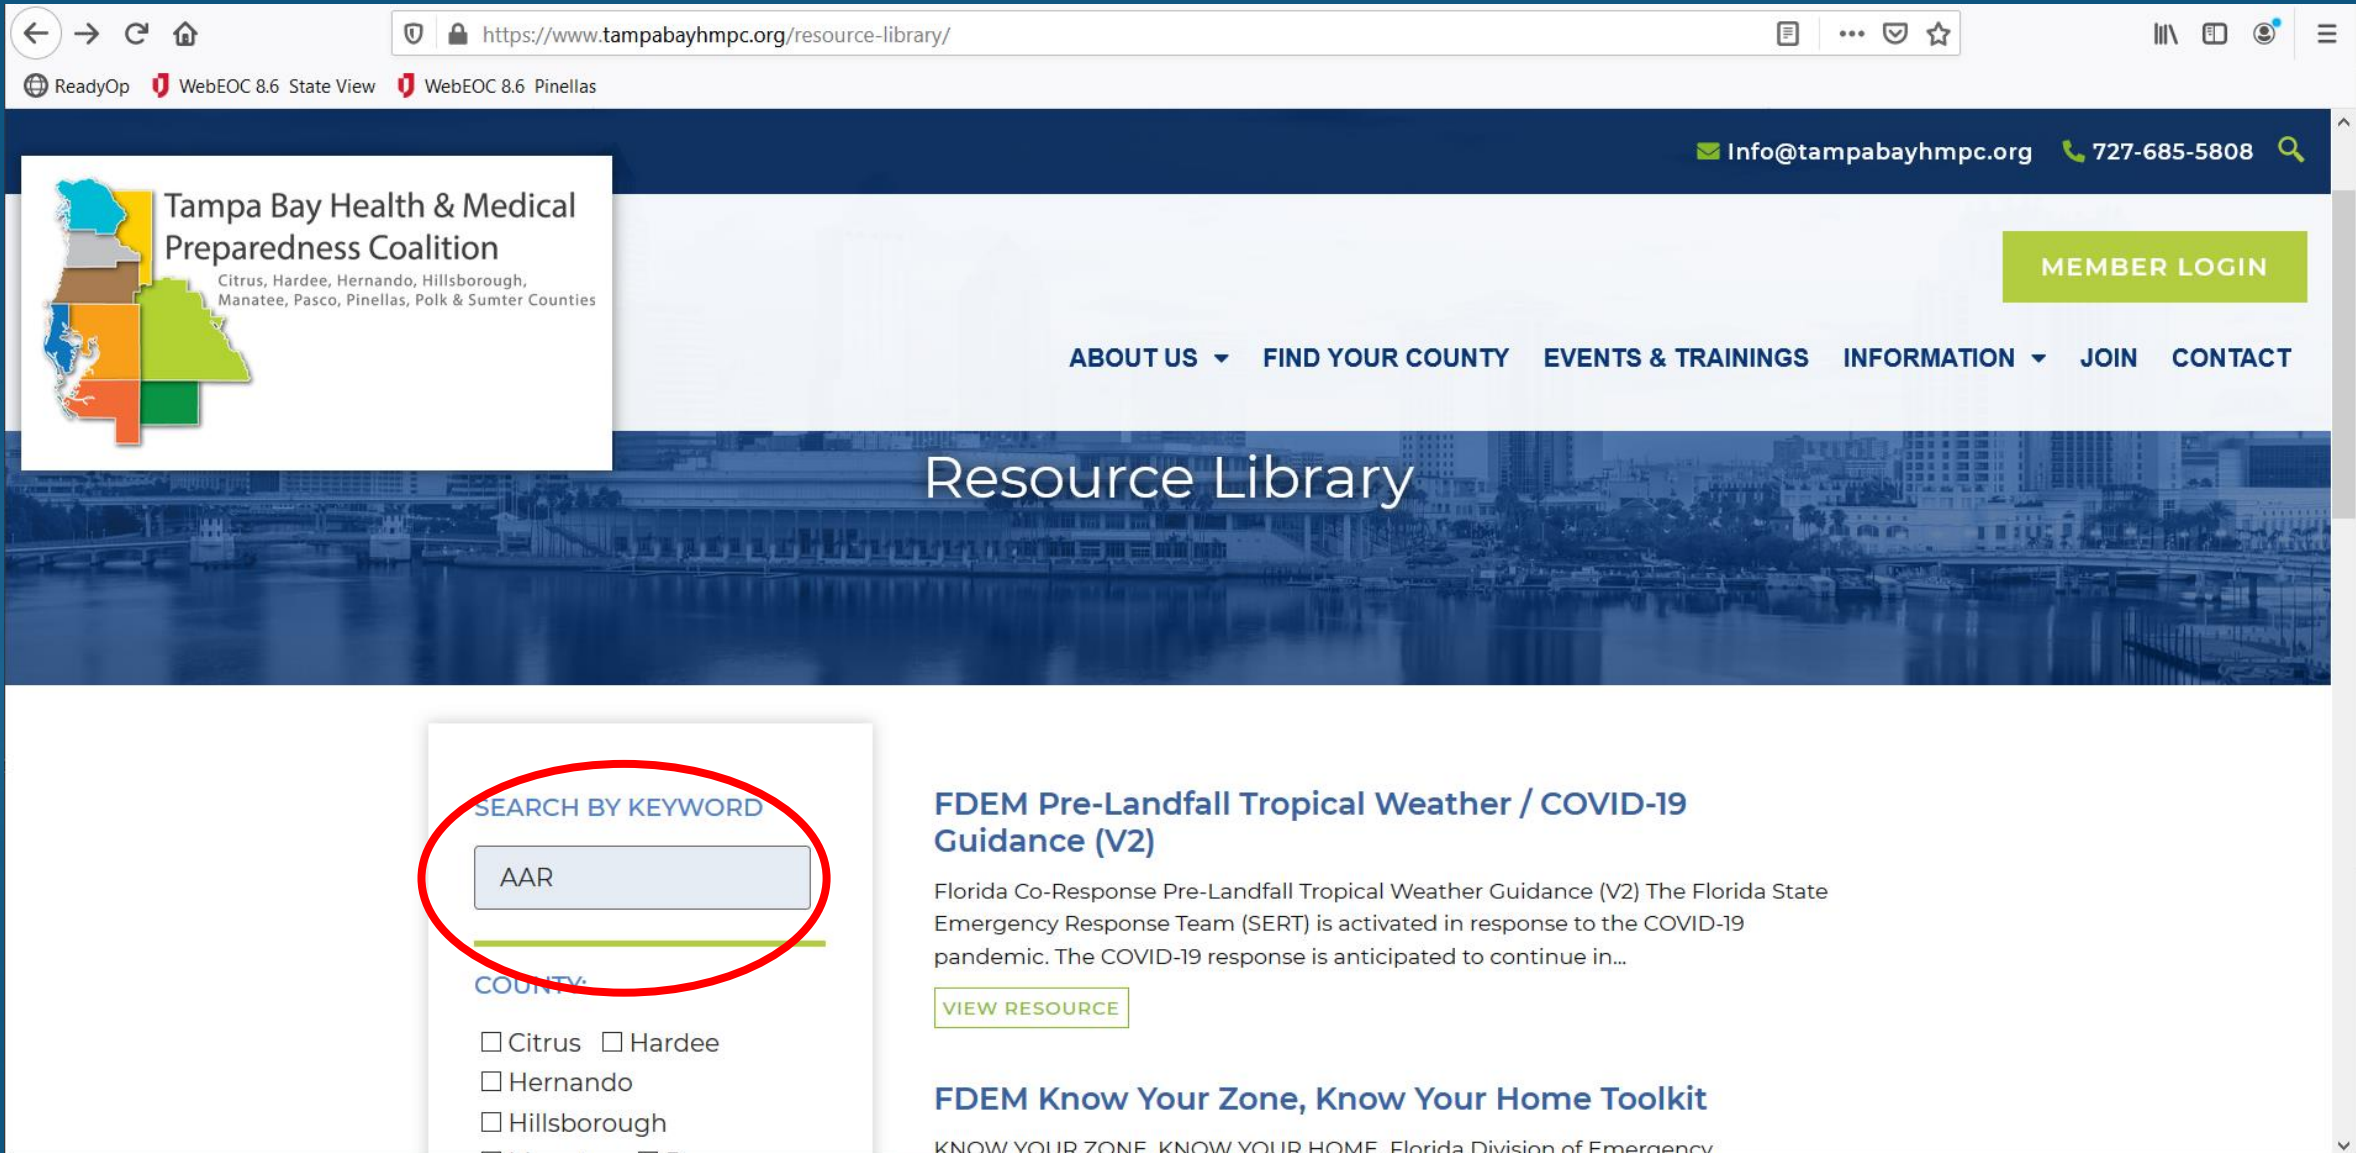 https://www.tampabayhmpc.org/resource-library/
ReadyOp WebEOC 8.6 State View WebEOC 8.6 Pinellas
Info@tampabayhmpc.org 727-685-5808
Tampa Bay Health & Medical
Preparedness Coalition
Citrus, Hardee, Hernando, Hillsborough,
Manatee, Pasco, Pinellas, Polk & Sumter Counties
MEMBER LOGIN
ABOUT US FIND YOUR COUNTY EVENTS & TRAININGS INFORMATION JOIN CONTACT
Resource Library
SEARCH BY KEYWORD
AAR
COUNTY:
Citrus Hardee
Hernando
Hillsborough
FDEM Pre-Landfall Tropical Weather / COVID-19
Guidance (V2)
Florida Co-Response Pre-Landfall Tropical Weather Guidance (V2) The Florida State
Emergency Response Team (SERT) is activated in response to the COVID-19
pandemic. The COVID-19 response is anticipated to continue in...
VIEW RESOURCE
FDEM Know Your Zone, Know Your Home Toolkit
KNOW YOUR ZONE, KNOW YOUR HOME Florida Division of Emergency